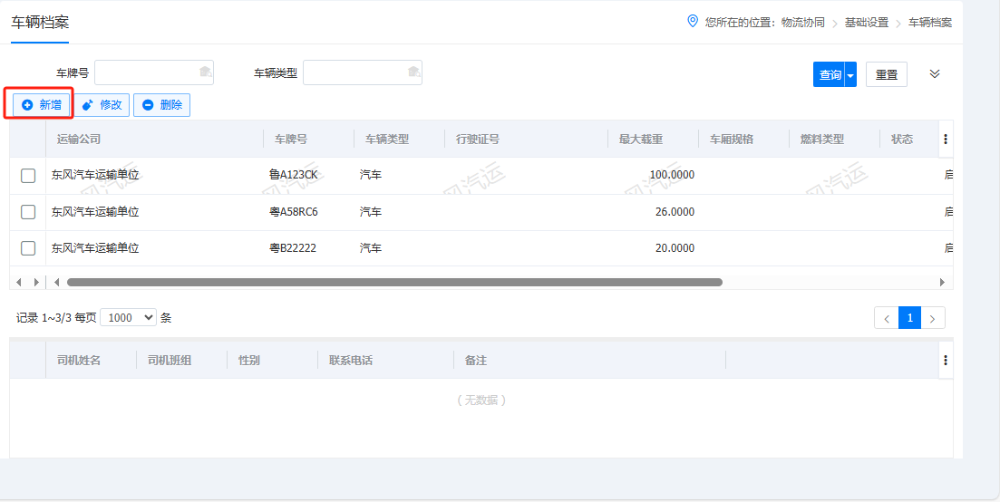 车辆档案
您所在的位置：物流协同 > 基础设置 > 车辆档案
车牌号 车辆类型 查询 重置
新增 修改 删除
运输公司 车牌号 车辆类型 行驶证号 最大载重 车厢规格 燃料类型 状态
东风汽车运输单位 鲁A123CK 汽车 100.0000 启
东风汽车运输单位 粤A58RC6 汽车 26.0000 启
东风汽车运输单位 粤B22222 汽车 20.0000 启
记录 1~3/3 每页 1000 条 1
司机姓名 司机班组 性别 联系电话 备注
( 无数据 )